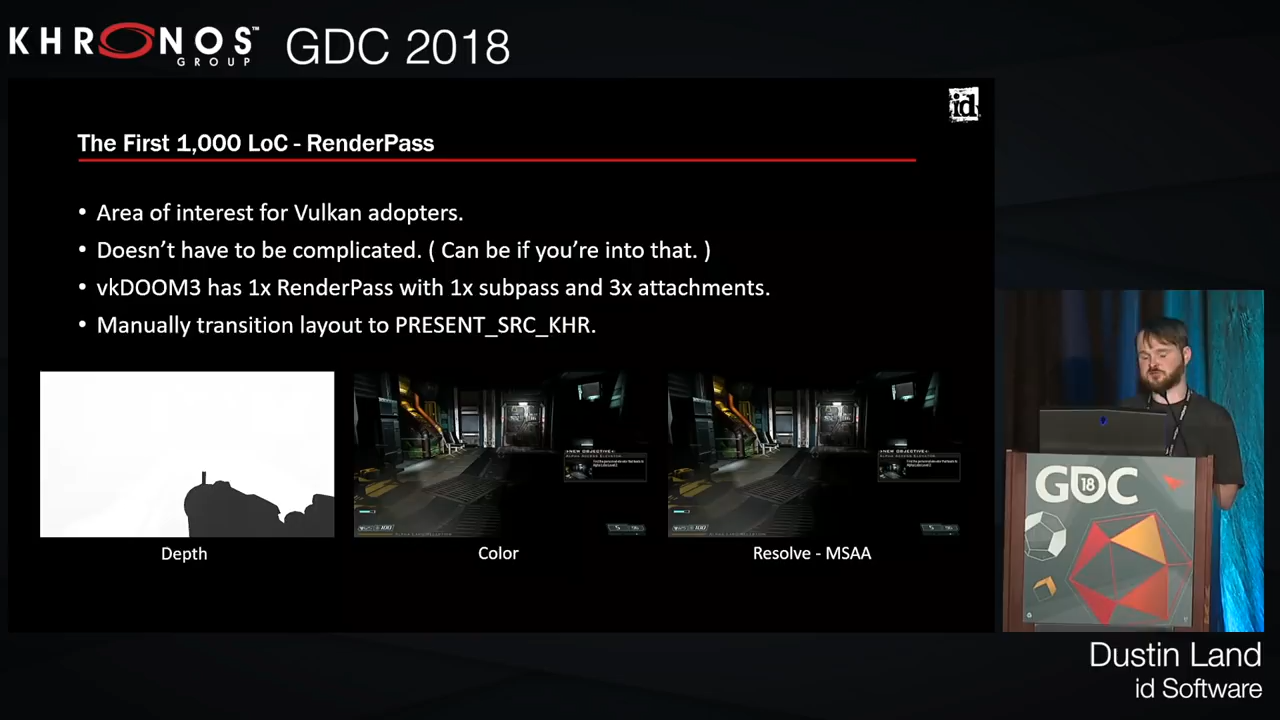 KHRONOS™
GROUP
GDC 2018
id
The First 1,000 LoC - RenderPass
• Area of interest for Vulkan adopters.
• Doesn't have to be complicated. ( Can be if you're into that. )
• vkDOOM3 has 1x RenderPass with 1x subpass and 3x attachments.
• Manually transition layout to PRESENT_SRC_KHR.
Depth
Color
Resolve - MSAA
GDC
18
Dustin Land
id Software